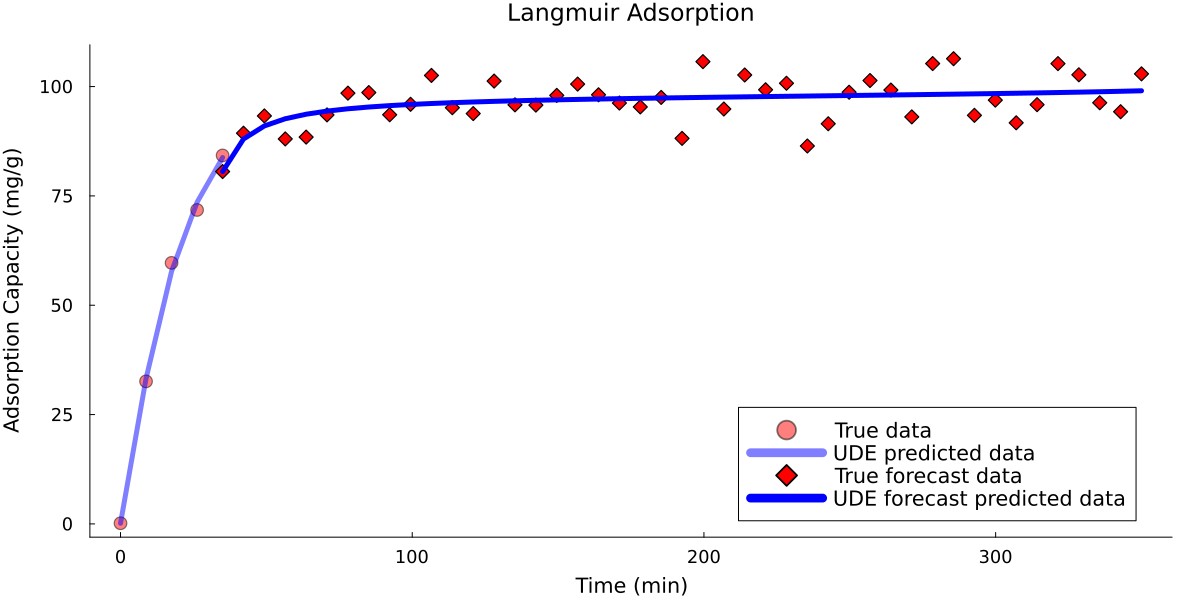 Langmuir Adsorption
Adsorption Capacity (mg/g)
100
75
50
25
0
0 100 200 300
Time (min)
True data
UDE predicted data
True forecast data
UDE forecast predicted data